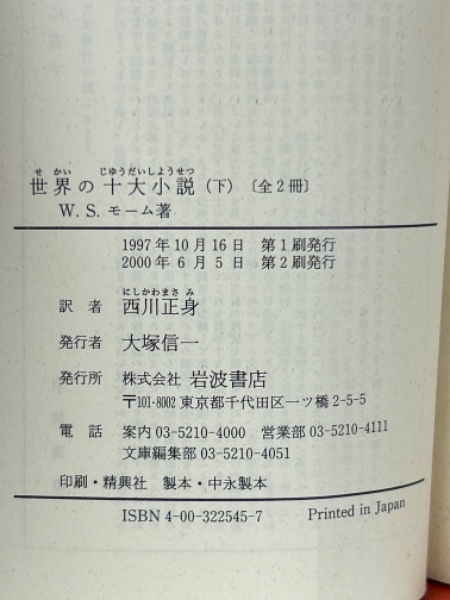 せかい じゆうだいしようせつ
世界の十大小説（下）〔全2冊〕
W. S. モーム著
1997年10月16日 第1刷発行
2000年6月5日 第2刷発行
にしかわまさみ
訳者 西川正身
発行者 大塚信一
発行所 株式会社 岩波書店
〒101-8002 東京都千代田区一ツ橋2-5-5
電話 案内03-5210-4000 営業部03-5210-4111
文庫編集部03-5210-4051
印刷・精興社 製本・中永製本
ISBN 4-00-322545-7 Printed in Japan